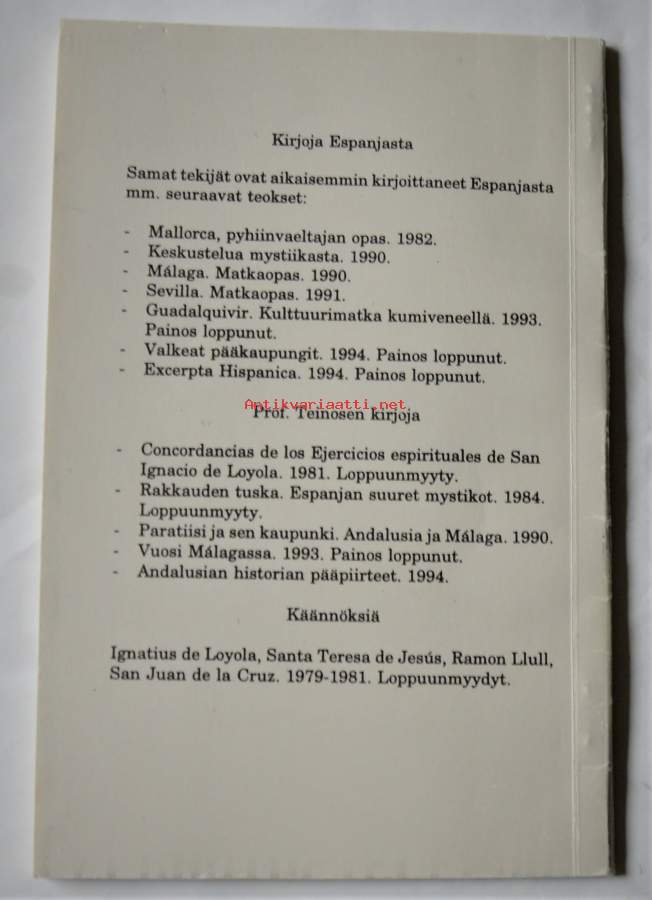 Kirjoja Espanjasta
Samat tekijät ovat aikaisemmin kirjoittaneet Espanjasta
mm. seuraavat teokset:
- Mallorca, pyhiinvaeltajan opas. 1982.
- Keskustelua mystiikasta. 1990.
- Málaga. Matkaopas. 1990.
- Sevilla. Matkaopas. 1991.
- Guadalquivir. Kulttuurimatka kumiveneellä. 1993.
Painos loppunut.
- Valkeat pääkaupungit. 1994. Painos loppunut.
- Excerpta Hispanica. 1994. Painos loppunut.
Antikvariaatti.net
Prof. Teinosen kirjoja
- Concordancias de los Ejercicios espirituales de San
Ignacio de Loyola. 1981. Loppuunmyyty.
- Rakkauden tuska. Espanjan suuret mystikot. 1984.
Loppuunmyyty.
- Paratiisi ja sen kaupunki. Andalusia ja Málaga. 1990.
- Vuosi Málagassa. 1993. Painos loppunut.
- Andalusian historian pääpiirteet. 1994.
Käännöksiä
Ignatius de Loyola, Santa Teresa de Jesús, Ramon Llull,
San Juan de la Cruz. 1979-1981. Loppuunmyydyt.